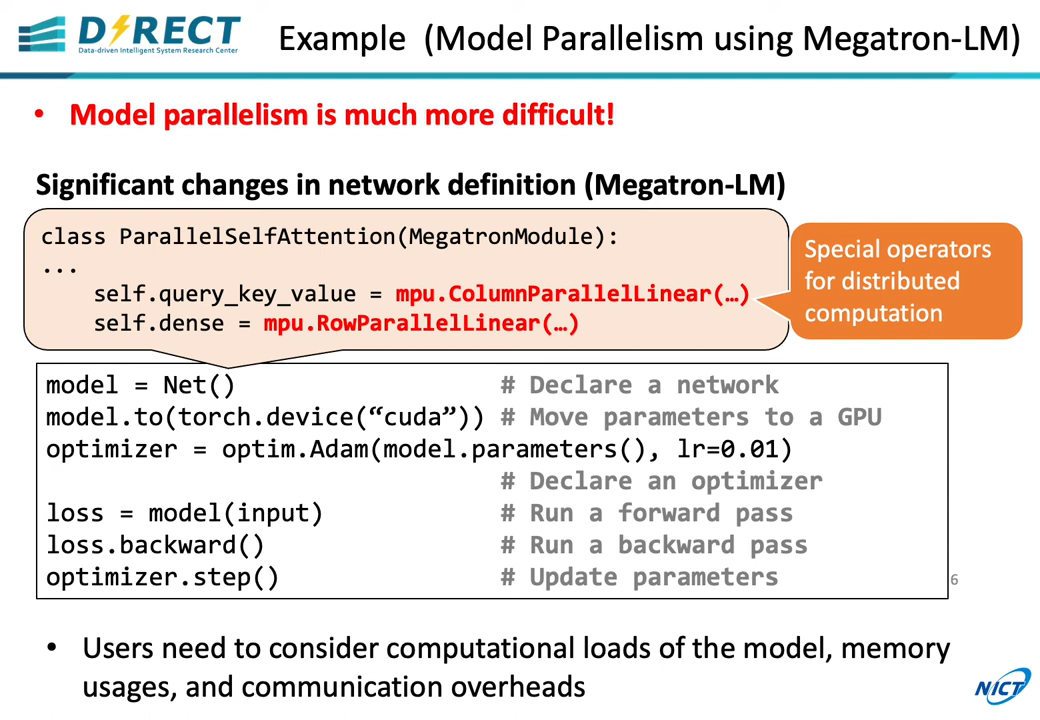 DIRECT
Data-driven Intelligent System Research Center
Example (Model Parallelism using Megatron-LM)
• Model parallelism is much more difficult!
Significant changes in network definition (Megatron-LM)
class ParallelSelfAttention(MegatronModule):
...
    self.query_key_value = mpu.ColumnParallelLinear(…)
    self.dense = mpu.RowParallelLinear(…)
Special operators
for distributed
computation
model = Net() # Declare a network
model.to(torch.device(“cuda”)) # Move parameters to a GPU
optimizer = optim.Adam(model.parameters(), lr=0.01)
# Declare an optimizer
loss = model(input) # Run a forward pass
loss.backward() # Run a backward pass
optimizer.step() # Update parameters
6
• Users need to consider computational loads of the model, memory
usages, and communication overheads
NICT